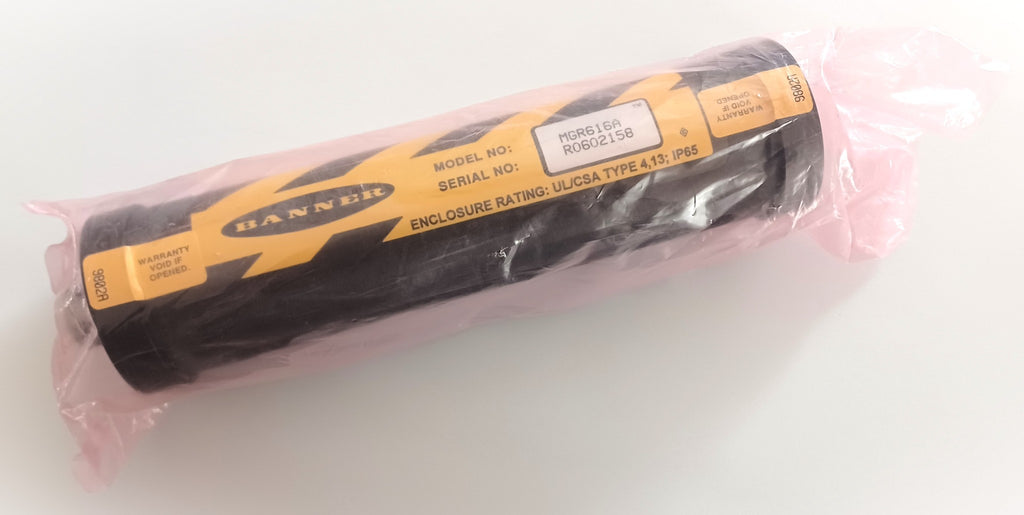 9802A
WARRANTY
VOID IF
OPENED.
BANNER
MODEL NO:
SERIAL NO:
MGR616A
R0602158
ENCLOSURE RATING: UL/CSA TYPE 4,13; IP65
WARRANTY
VOID IF
OPENED.
9802A